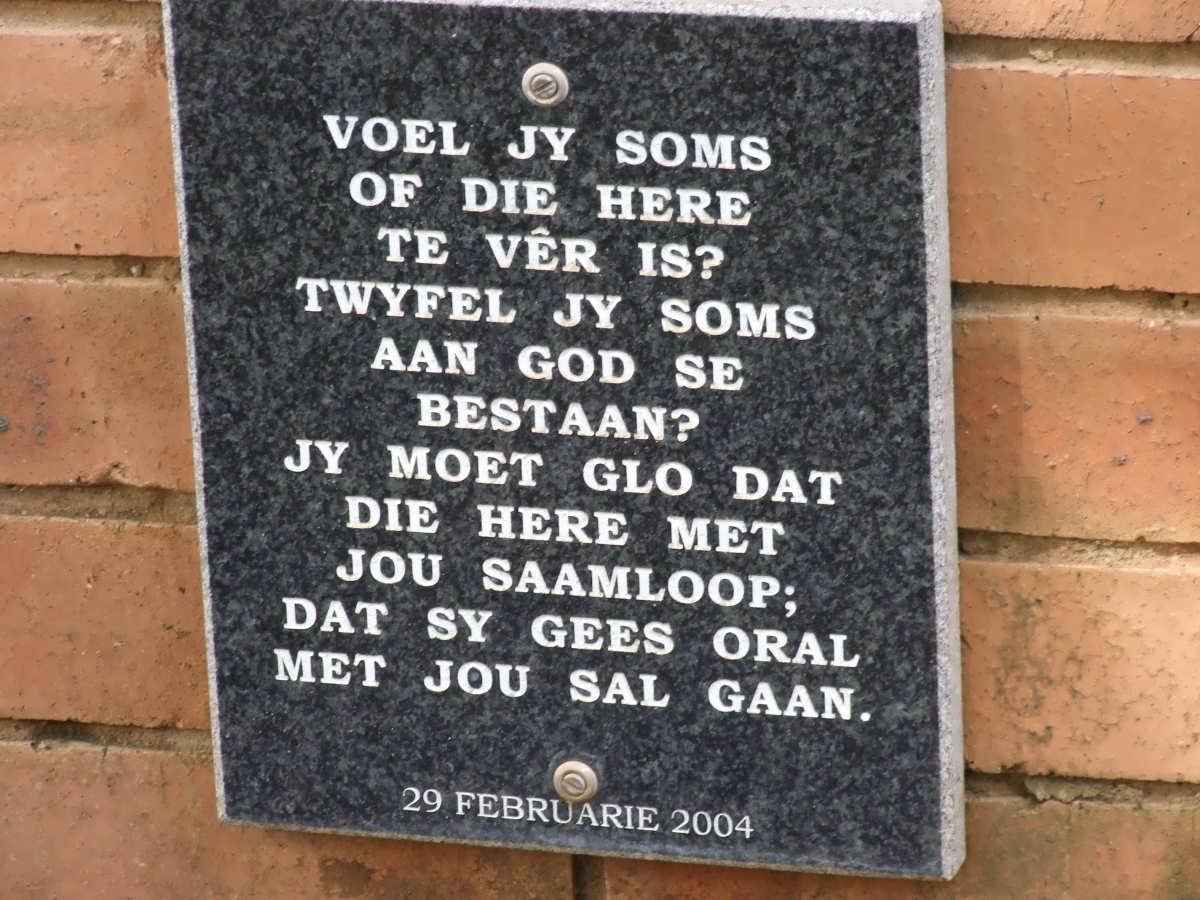 VOEL JY SOMS
OF DIE HERE
TE VÊR IS?
TWYFEL JY SOMS
AAN GOD SE
BESTAAN?
JY MOET GLO DAT
DIE HERE MET
JOU SAAMLOOP;
DAT SY GEES ORAL
MET JOU SAL GAAN.
29 FEBRUARIE 2004